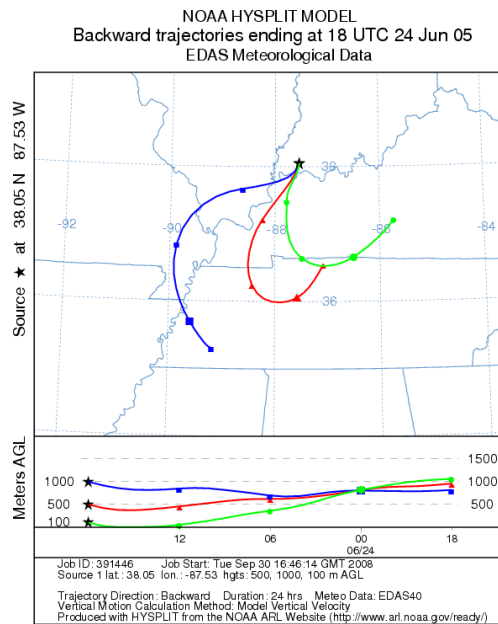 NOAA HYSPLIT MODEL
Backward trajectories ending at 18 UTC 24 Jun 05
EDAS Meteorological Data
Source ★ at 38.05 N 87.53 W
-92
-90
-88
-86
-84
38
36
Meters AGL
1500
1000
1000
500
500
100
12
06
00
18
06/24
Job ID: 391446 Job Start: Tue Sep 30 16:46:14 GMT 2008
Source 1 lat.: 38.05 lon.: -87.53 hgts: 500, 1000, 100 m AGL
Trajectory Direction: Backward Duration: 24 hrs Meteo Data: EDAS40
Vertical Motion Calculation Method: Model Vertical Velocity
Produced with HYSPLIT from the NOAA ARL Website (http://www.arl.noaa.gov/ready/)